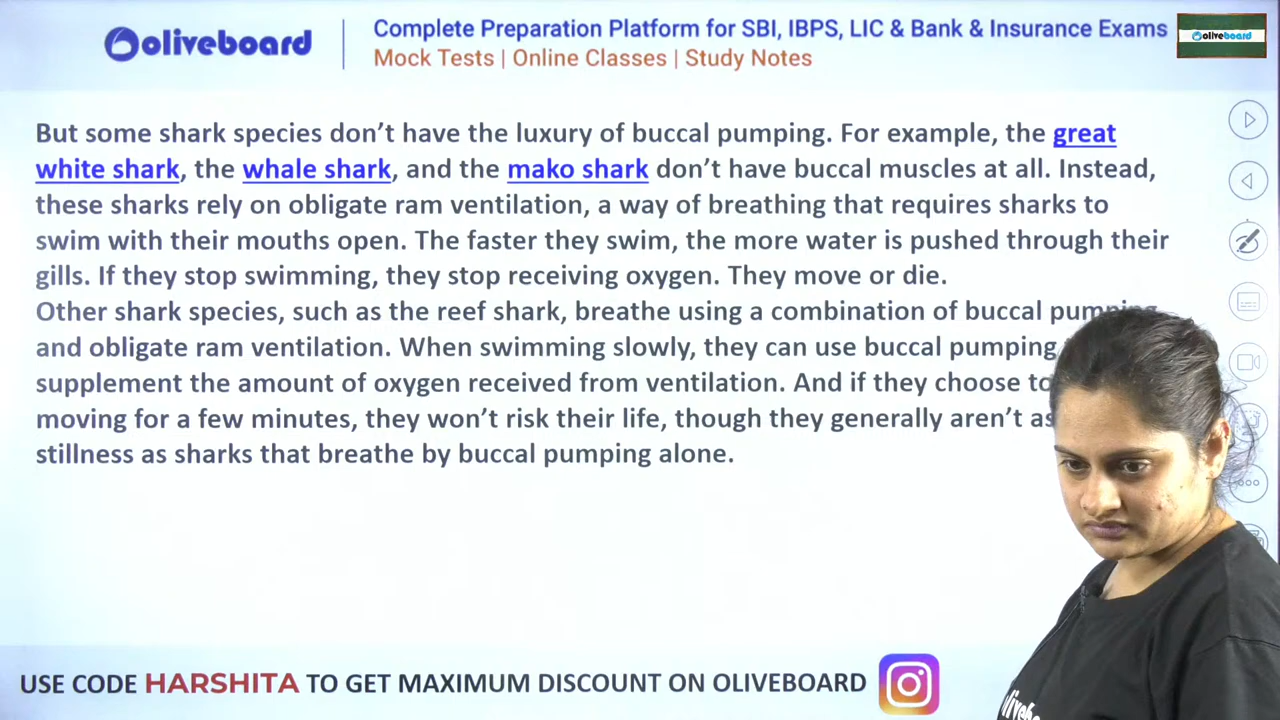 oliveboard
Complete Preparation Platform for SBI, IBPS, LIC & Bank & Insurance Exams
Mock Tests | Online Classes | Study Notes
oliveboard
But some shark species don't have the luxury of buccal pumping. For example, the great
white shark, the whale shark, and the mako shark don't have buccal muscles at all. Instead,
these sharks rely on obligate ram ventilation, a way of breathing that requires sharks to
swim with their mouths open. The faster they swim, the more water is pushed through their
gills. If they stop swimming, they stop receiving oxygen. They move or die.
Other shark species, such as the reef shark, breathe using a combination of buccal pumping
and obligate ram ventilation. When swimming slowly, they can use buccal pumping
supplement the amount of oxygen received from ventilation. And if they choose to
moving for a few minutes, they won't risk their life, though they generally aren't as
stillness as sharks that breathe by buccal pumping alone.
USE CODE HARSHITA TO GET MAXIMUM DISCOUNT ON OLIVEBOARD